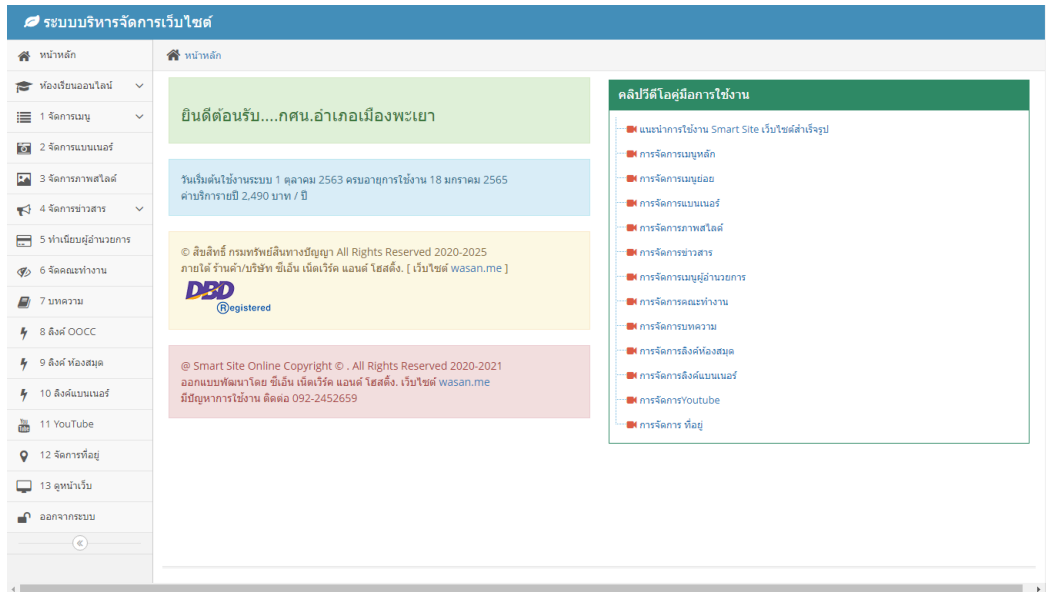 ระบบบริหารจัดการเว็บไซต์
หน้าหลัก
ห้องเรียนออนไลน์
1 จัดการเมนู
2 จัดการแบนเนอร์
3 จัดการภาพสไลด์
4 จัดการข่าวสาร
5 ทำเนียบผู้อำนวยการ
6 จัดคณะทำงาน
7 บทความ
8 ลิงค์ OOCC
9 ลิงค์ ห้องสมุด
10 ลิงค์แบนเนอร์
11 YouTube
12 จัดการที่อยู่
13 ดูหน้าเว็บ
ออกจากระบบ
หน้าหลัก
ยินดีต้อนรับ....กศน.อำเภอเมืองพะเยา
วันเริ่มต้นใช้งานระบบ 1 ตุลาคม 2563 ครบอายุการใช้งาน 18 มกราคม 2565
ค่าบริการายปี 2,490 บาท / ปี
© สิขสิทธิ์ กรมทรัพย์สินทางปัญญา All Rights Reserved 2020-2025
ภายใต้ ร้านค้า/บริษัท ซีเอ็น เน็ตเวิร์ค แอนด์ โฮสติ้ง. [ เว็บไซต์ wasan.me ]
DBD
Registered
@ Smart Site Online Copyright © . All Rights Reserved 2020-2021
ออกแบบพัฒนาโดย ซีเอ็น เน็ตเวิร์ค แอนด์ โฮสติ้ง. เว็บไซต์ wasan.me
มีปัญหาการใช้งาน ติดต่อ 092-2452659
คลิปวีดีโอคู่มือการใช้งาน
แนะนำการใช้งาน Smart Site เว็บไซต์สำเร็จรูป
การจัดการเมนูหลัก
การจัดการเมนูย่อย
การจัดการแบนเนอร์
การจัดการภาพสไลด์
การจัดการข่าวสาร
การจัดการเมนูผู้อำนวยการ
การจัดการคณะทำงาน
การจัดการบทความ
การจัดการลิงค์ห้องสมุด
การจัดการลิงค์แบนเนอร์
การจัดการYoutube
การจัดการ ที่อยู่